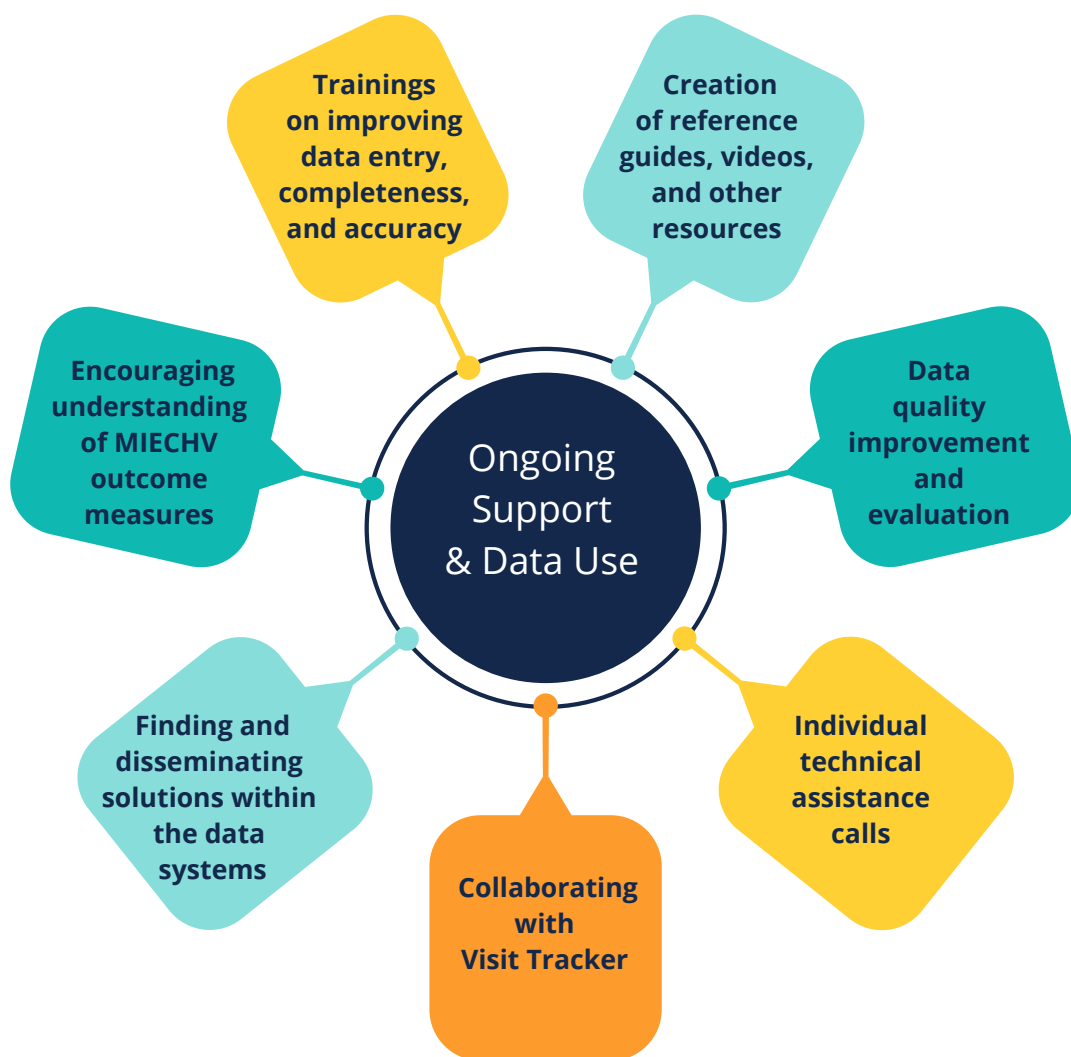 Trainings
on improving
data entry,
completeness,
and accuracy
Creation
of reference
guides, videos,
and other
resources
Encouraging
understanding
of MIECHV
outcome
measures
Data
quality
improvement
and
evaluation
Ongoing
Support
& Data Use
Finding and
disseminating
solutions within
the data
systems
Individual
technical
assistance
calls
Collaborating
with
Visit Tracker